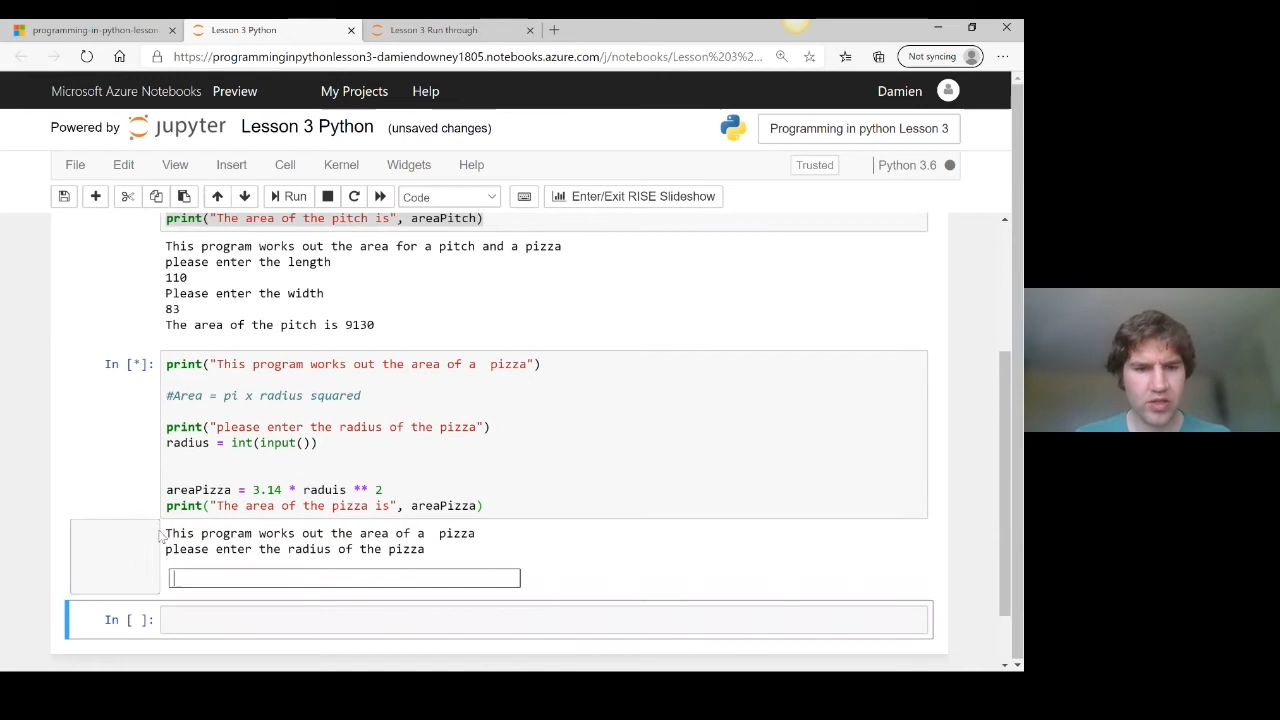 programming-in-python-lesson
Lesson 3 Python
Lesson 3 Run through
https://programminginpythonlesson3-damiendowney1805.notebooks.azure.com/j/notebooks/Lesson%203%2...
Not syncing
Microsoft Azure Notebooks Preview My Projects Help Damien
Powered by jupyter Lesson 3 Python (unsaved changes) Programming in python Lesson 3
File Edit View Insert Cell Kernel Widgets Help Trusted Python 3.6
Run Code Enter/Exit RISE Slideshow
print("The area of the pitch is", areaPitch)
This program works out the area for a pitch and a pizza
please enter the length
110
Please enter the width
83
The area of the pitch is 9130
In [*]: print("This program works out the area of a  pizza")
#Area = pi x radius squared
print("please enter the radius of the pizza")
radius = int(input())
areaPizza = 3.14 * raduis ** 2
print("The area of the pizza is", areaPizza)
This program works out the area of a  pizza
please enter the radius of the pizza
In [ ]: